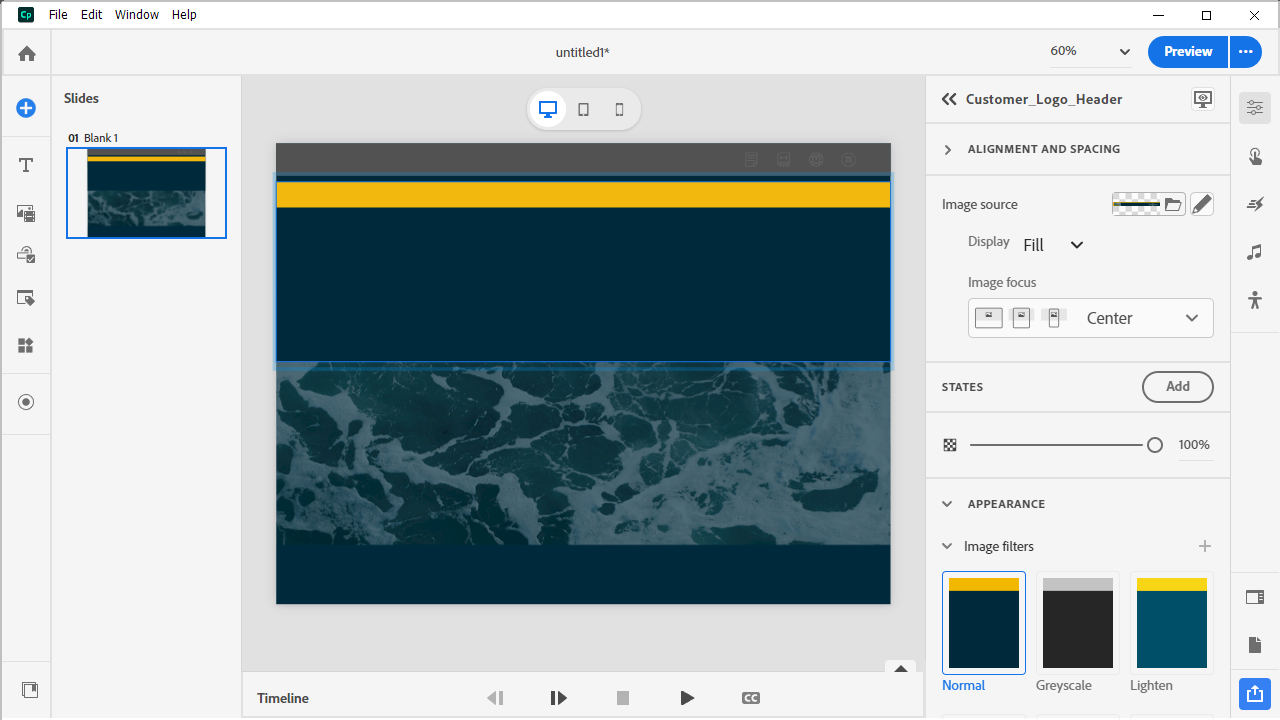 Cp File Edit Window Help
untitled1*
60%
Preview
Slides
01 Blank 1
Customer_Logo_Header
ALIGNMENT AND SPACING
Image source
Display Fill
Image focus
Center
STATES
Add
100%
APPEARANCE
Image filters
Normal
Greyscale
Lighten
Timeline
CC